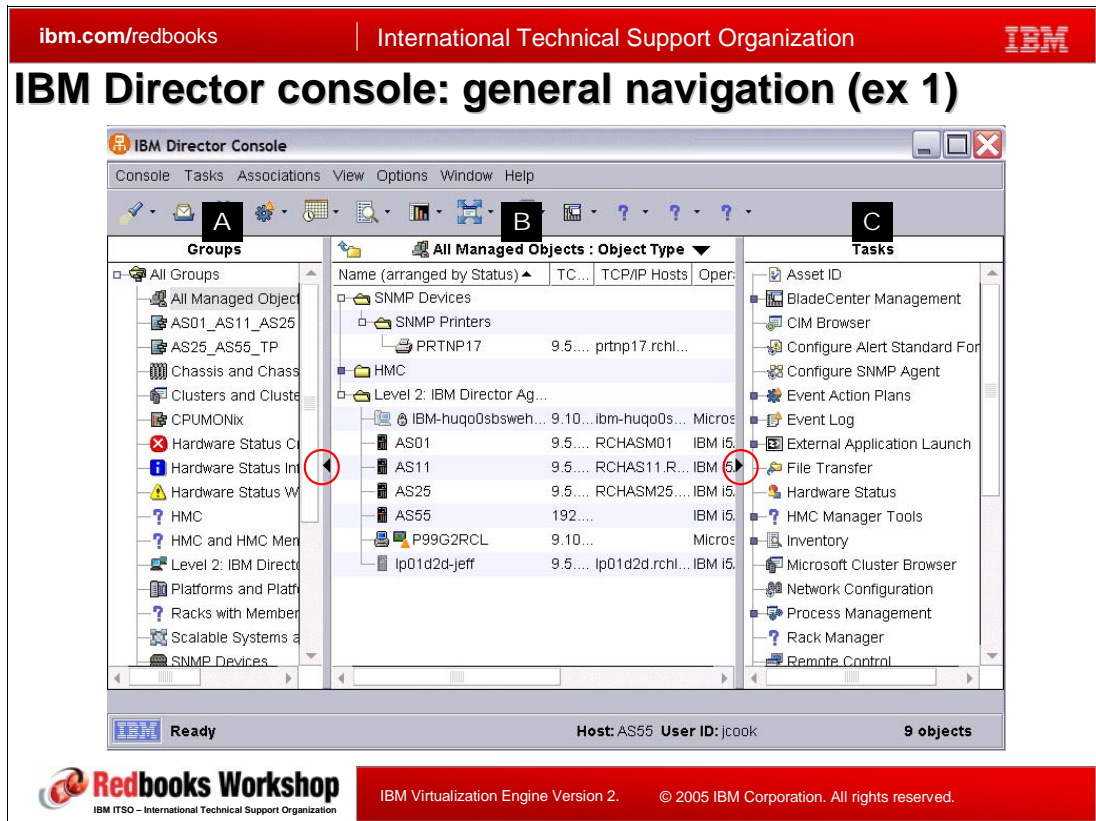 ibm.com/redbooks
International Technical Support Organization
IBM
IBM Director console: general navigation (ex 1)
IBM Director Console
Console Tasks Associations View Options Window Help
A
B
C
Groups
All Groups
All Managed Object
AS01_AS11_AS25
AS25_AS55_TP
Chassis and Chass
Clusters and Cluste
CPUMONix
Hardware Status Cr
Hardware Status Inf
Hardware Status W
HMC
HMC and HMC Mem
Level 2: IBM Directo
Platforms and Platfo
Racks with Member
Scalable Systems a
SNMP Devices
All Managed Objects : Object Type
Name (arranged by Status) TC... TCP/IP Hosts Oper
SNMP Devices
SNMP Printers
PRTNP17 9.5.... prtnp17.rchl...
HMC
Level 2: IBM Director Ag...
IBM-huqo0sbsweh... 9.10... ibm-huqo0s... Micros
AS01 9.5.... RCHASM01 IBM i5
AS11 9.5.... RCHAS11.R... IBM i5
AS25 9.5.... RCHASM25.... IBM i5
AS55 192.... IBM i5
P99G2RCL 9.10... Micros
lp01d2d-jeff 9.5.... lp01d2d.rchl... IBM i5
Tasks
Asset ID
BladeCenter Management
CIM Browser
Configure Alert Standard For
Configure SNMP Agent
Event Action Plans
Event Log
External Application Launch
File Transfer
Hardware Status
HMC Manager Tools
Inventory
Microsoft Cluster Browser
Network Configuration
Process Management
Rack Manager
Remote Control
IBM Ready
Host: AS55 User ID: jcook
9 objects
Redbooks Workshop
IBM ITSO – International Technical Support Organization
IBM Virtualization Engine Version 2.
© 2005 IBM Corporation. All rights reserved.